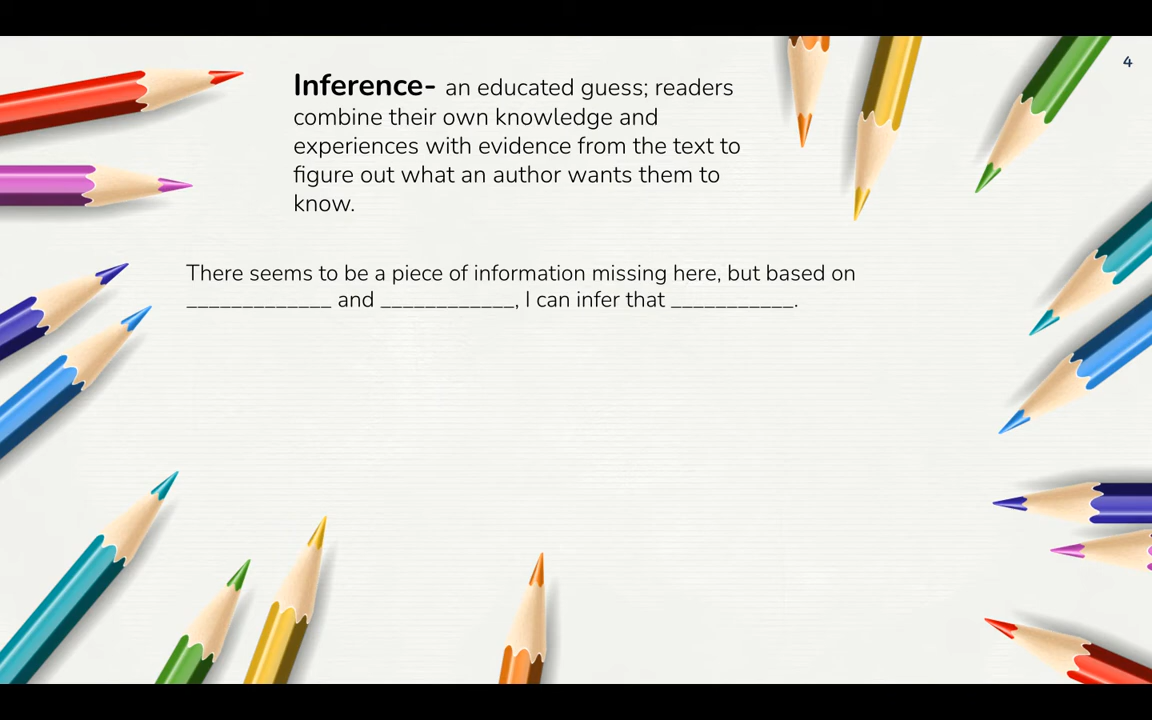 4
Inference- an educated guess; readers
combine their own knowledge and
experiences with evidence from the text to
figure out what an author wants them to
know.
There seems to be a piece of information missing here, but based on
_____________ and ____________, I can infer that ___________.